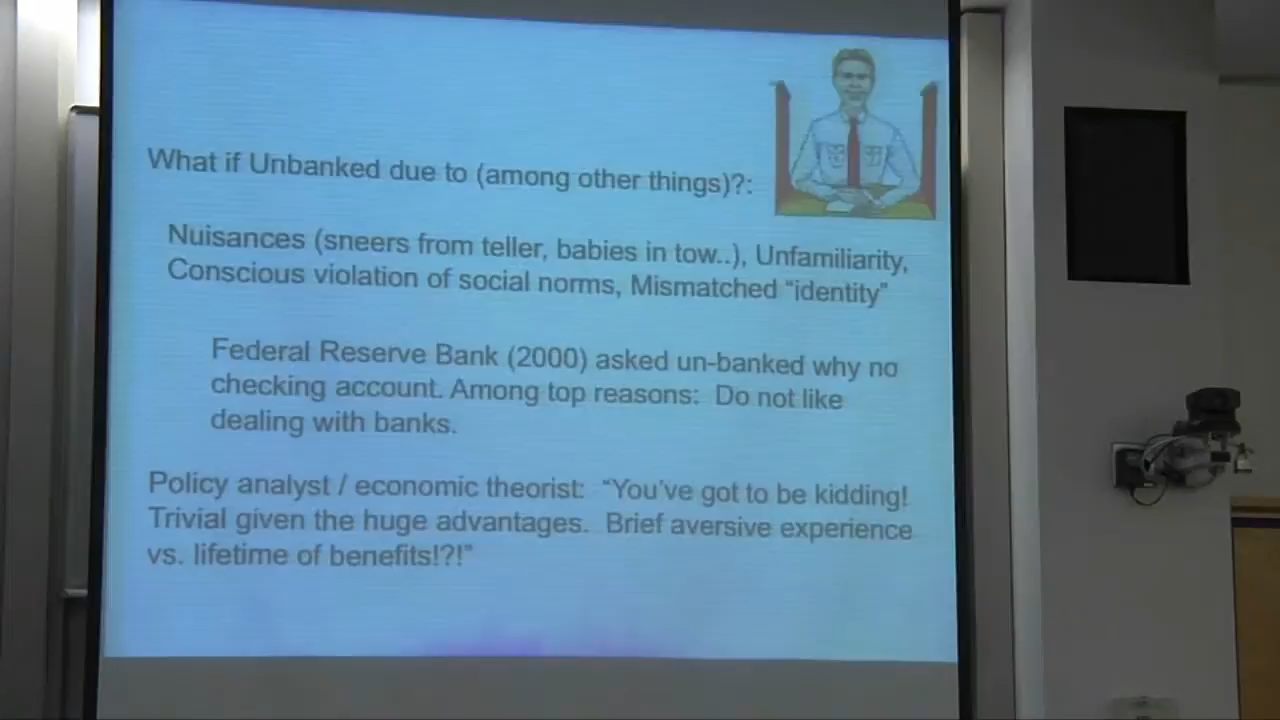 What if Unbanked due to (among other things)?:
Nuisances (sneers from teller, babies in tow..), Unfamiliarity,
Conscious violation of social norms, Mismatched “identity”
Federal Reserve Bank (2000) asked un-banked why no
checking account. Among top reasons: Do not like
dealing with banks.
Policy analyst / economic theorist: “You’ve got to be kidding!
Trivial given the huge advantages. Brief aversive experience
vs. lifetime of benefits!?!”